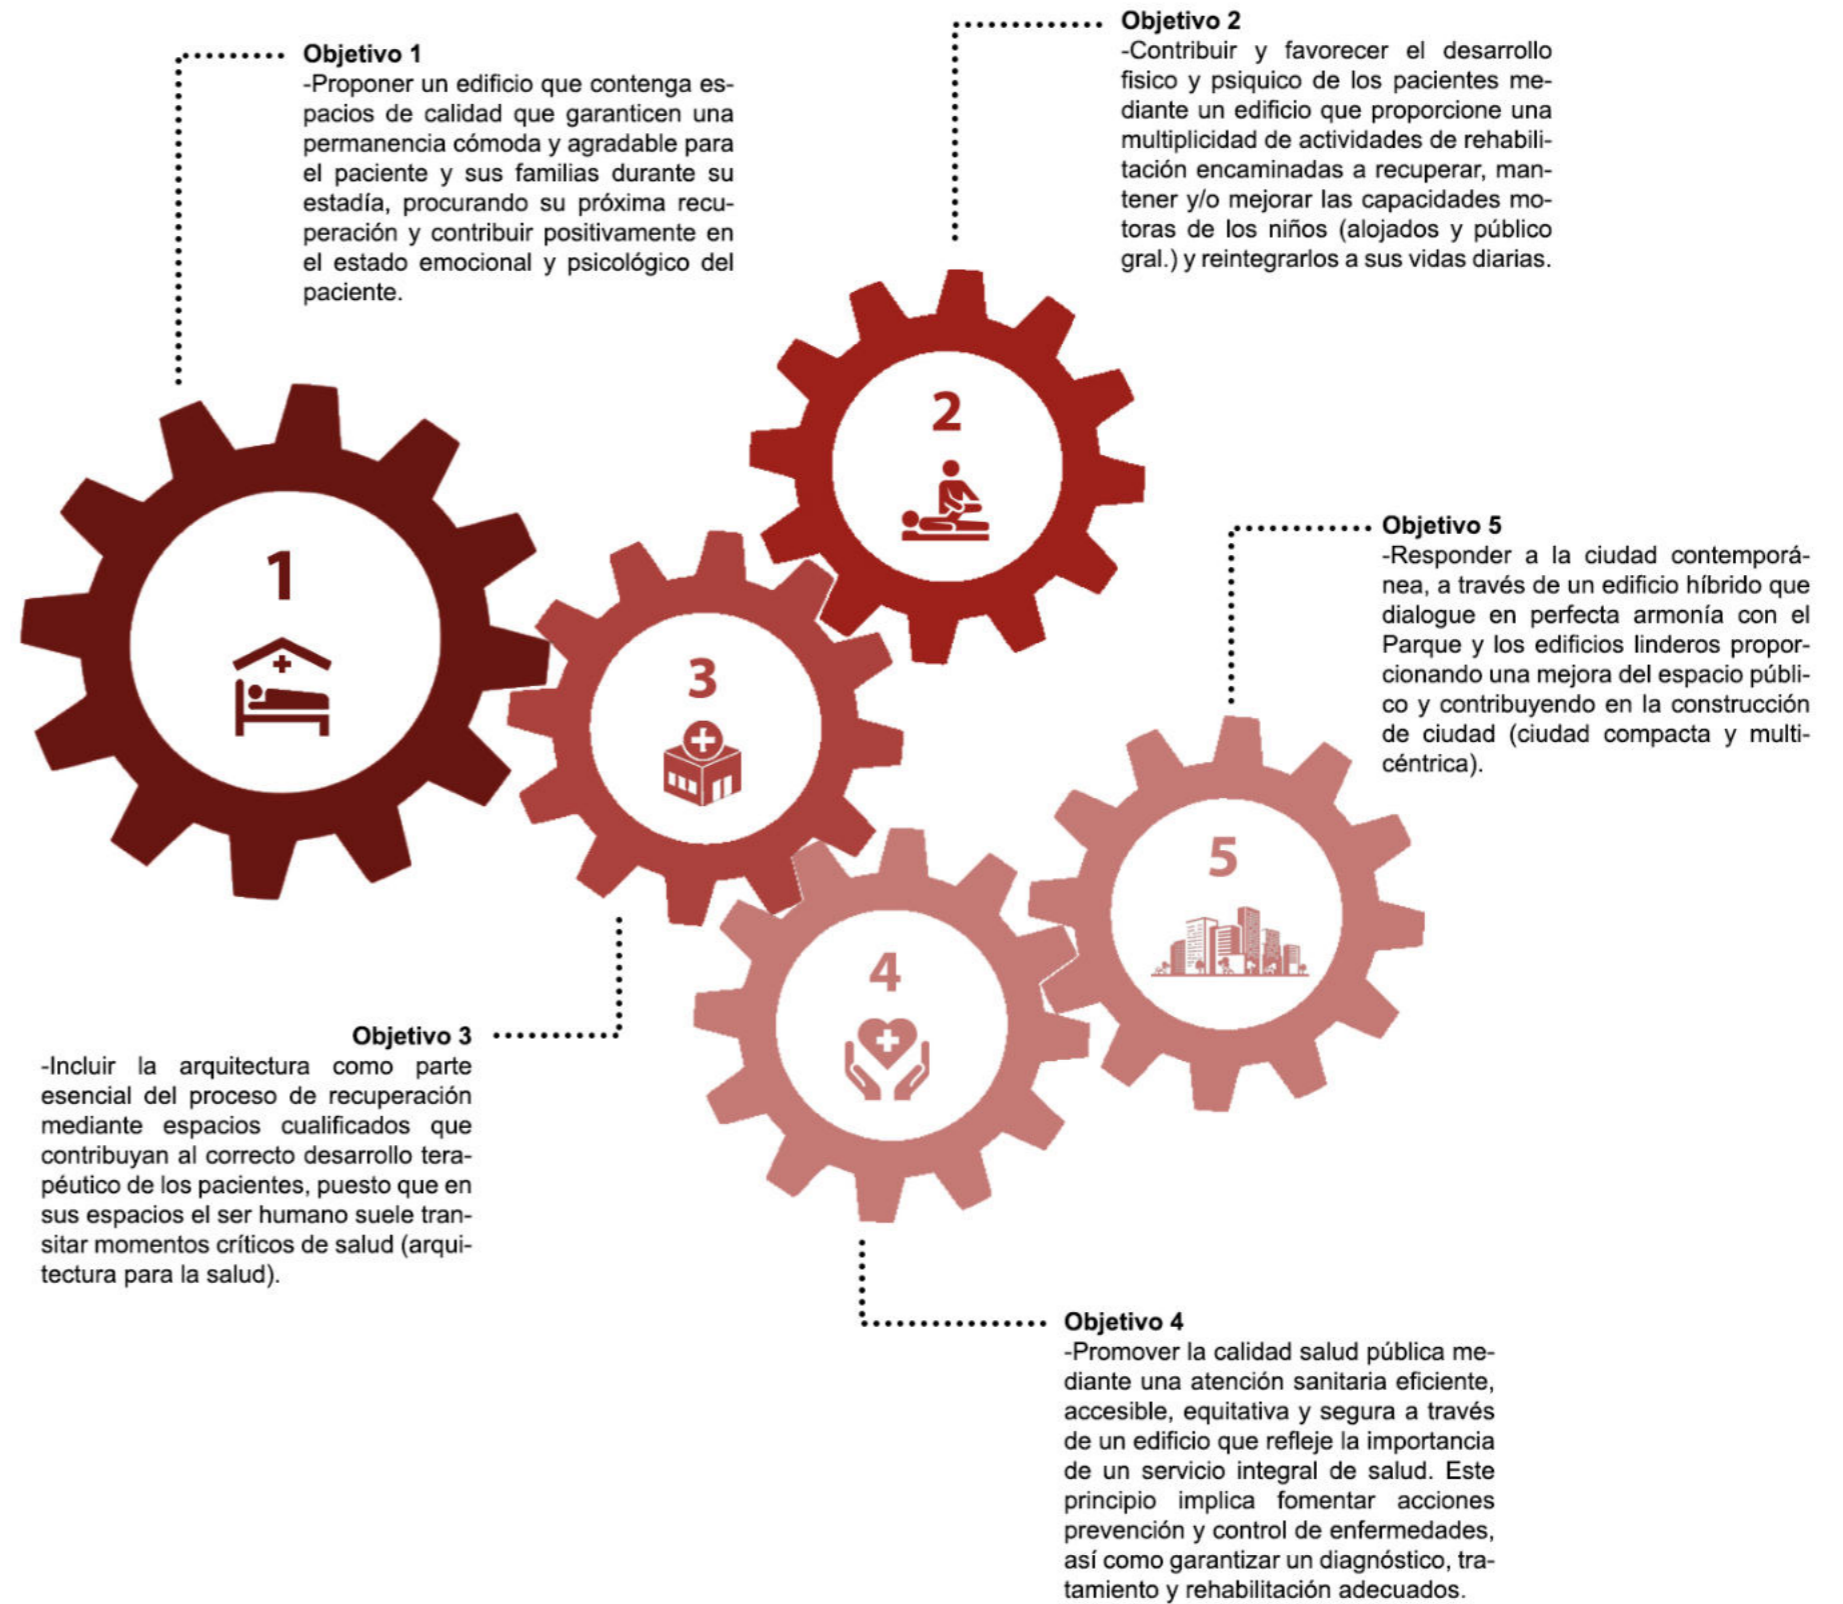 Objetivo 1
-Proponer un edificio que contenga es-
pacios de calidad que garanticen una
permanencia cómoda y agradable para
el paciente y sus familias durante su
estadía, procurando su próxima recu-
peración y contribuir positivamente en
el estado emocional y psicológico del
paciente.
Objetivo 2
-Contribuir y favorecer el desarrollo
fisico y psiquico de los pacientes me-
diante un edificio que proporcione una
multiplicidad de actividades de rehabili-
tación encaminadas a recuperar, man-
tener y/o mejorar las capacidades mo-
toras de los niños (alojados y público
gral.) y reintegrarlos a sus vidas diarias.
1
2
3
4
5
Objetivo 5
-Responder a la ciudad contemporá-
nea, a través de un edificio híbrido que
dialogue en perfecta armonía con el
Parque y los edificios linderos propor-
cionando una mejora del espacio públi-
co y contribuyendo en la construcción
de ciudad (ciudad compacta y multi-
céntrica).
Objetivo 3
-Incluir la arquitectura como parte
esencial del proceso de recuperación
mediante espacios cualificados que
contribuyan al correcto desarrollo tera-
péutico de los pacientes, puesto que en
sus espacios el ser humano suele tran-
sitar momentos críticos de salud (arqui-
tectura para la salud).
Objetivo 4
-Promover la calidad salud pública me-
diante una atención sanitaria eficiente,
accesible, equitativa y segura a través
de un edificio que refleje la importancia
de un servicio integral de salud. Este
principio implica fomentar acciones
prevención y control de enfermedades,
así como garantizar un diagnóstico, tra-
tamiento y rehabilitación adecuados.